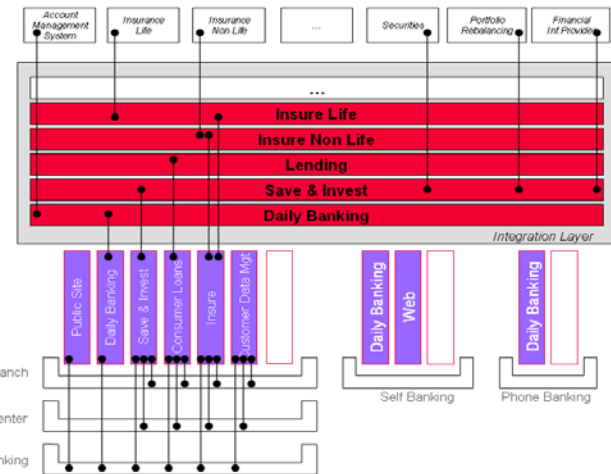 Account
Management
System
Insurance
Life
Insurance
Non Life
...
Securities
Portfolio
Rebalancing
Financial
Inf.Provider
...
Insure Life
Insure Non Life
Lending
Save & Invest
Daily Banking
Integration Layer
Public Site
Daily Banking
Save & Invest
Consumer Loans
Insure
ustomer Data Mgt
Daily Banking
Web
Daily Banking
anch
Self Banking
Phone Banking
enter
nking